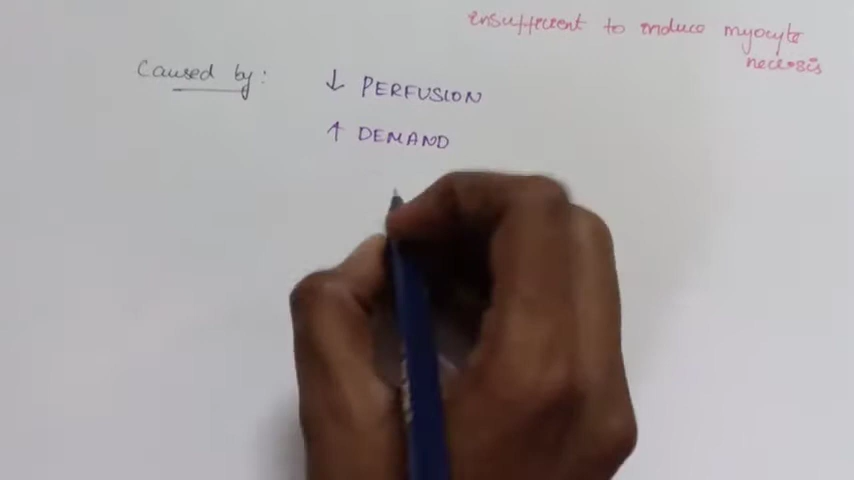 insufficient to induce myocyte
necrosis
Caused by:
↓ PERFUSION
↑ DEMAND